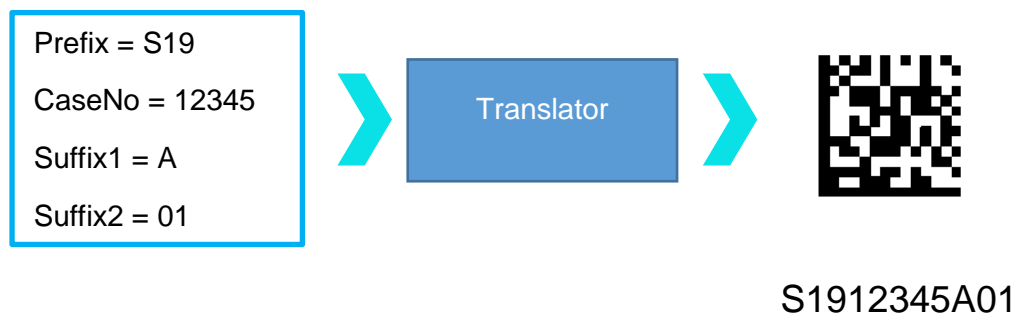 Prefix = S19
CaseNo = 12345
Suffix1 = A
Suffix2 = 01
Translator
S1912345A01